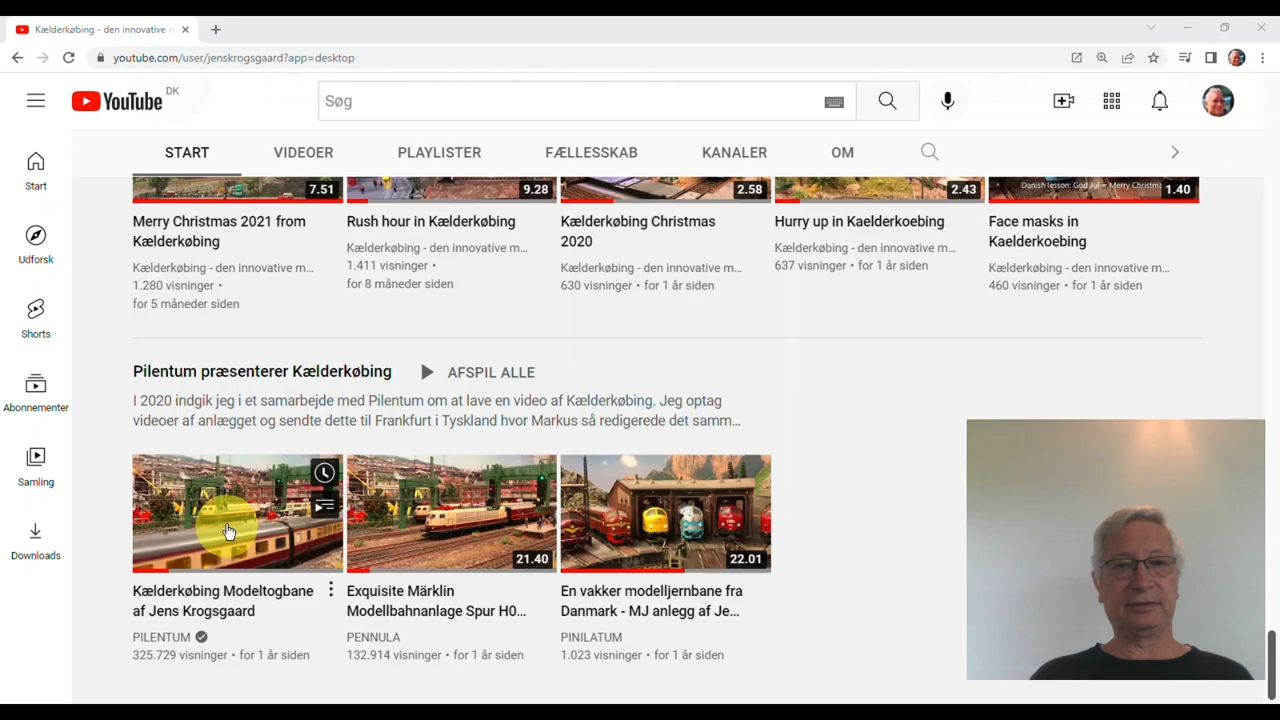 Kælderkøbing - den innovative m
youtube.com/user/jenskrogsgaard?app=desktop
YouTube DK
Søg
START VIDEOER PLAYLISTER FÆLLESSKAB KANALER OM
Start
Udforsk
Shorts
Abonnementer
Samling
Downloads
7.51
9.28
2.58
2.43
Danish lesson: God Jul = Merry Christma
1.40
Merry Christmas 2021 from
Kælderkøbing
Kælderkøbing - den innovative m...
1.280 visninger •
for 5 måneder siden
Rush hour in Kælderkøbing
Kælderkøbing - den innovative m...
1.411 visninger •
for 8 måneder siden
Kælderkøbing Christmas
2020
Kælderkøbing - den innovative m...
630 visninger • for 1 år siden
Hurry up in Kaelderkoebing
Kælderkøbing - den innovative m...
637 visninger • for 1 år siden
Face masks in
Kaelderkoebing
Kælderkøbing - den innovative m...
460 visninger • for 1 år siden
Pilentum præsenterer Kælderkøbing AFSPIL ALLE
I 2020 indgik jeg i et samarbejde med Pilentum om at lave en video af Kælderkøbing. Jeg optag
videoer af anlægget og sendte dette til Frankfurt i Tyskland hvor Markus så redigerede det samm...
21.40
22.01
Kælderkøbing Modeltogbane
af Jens Krogsgaard
PILENTUM
325.729 visninger • for 1 år siden
Exquisite Märklin
Modellbahnanlage Spur H0...
PENNULA
132.914 visninger • for 1 år siden
En vakker modelljernbane fra
Danmark - MJ anlegg af Je...
PINILATUM
1.023 visninger • for 1 år siden